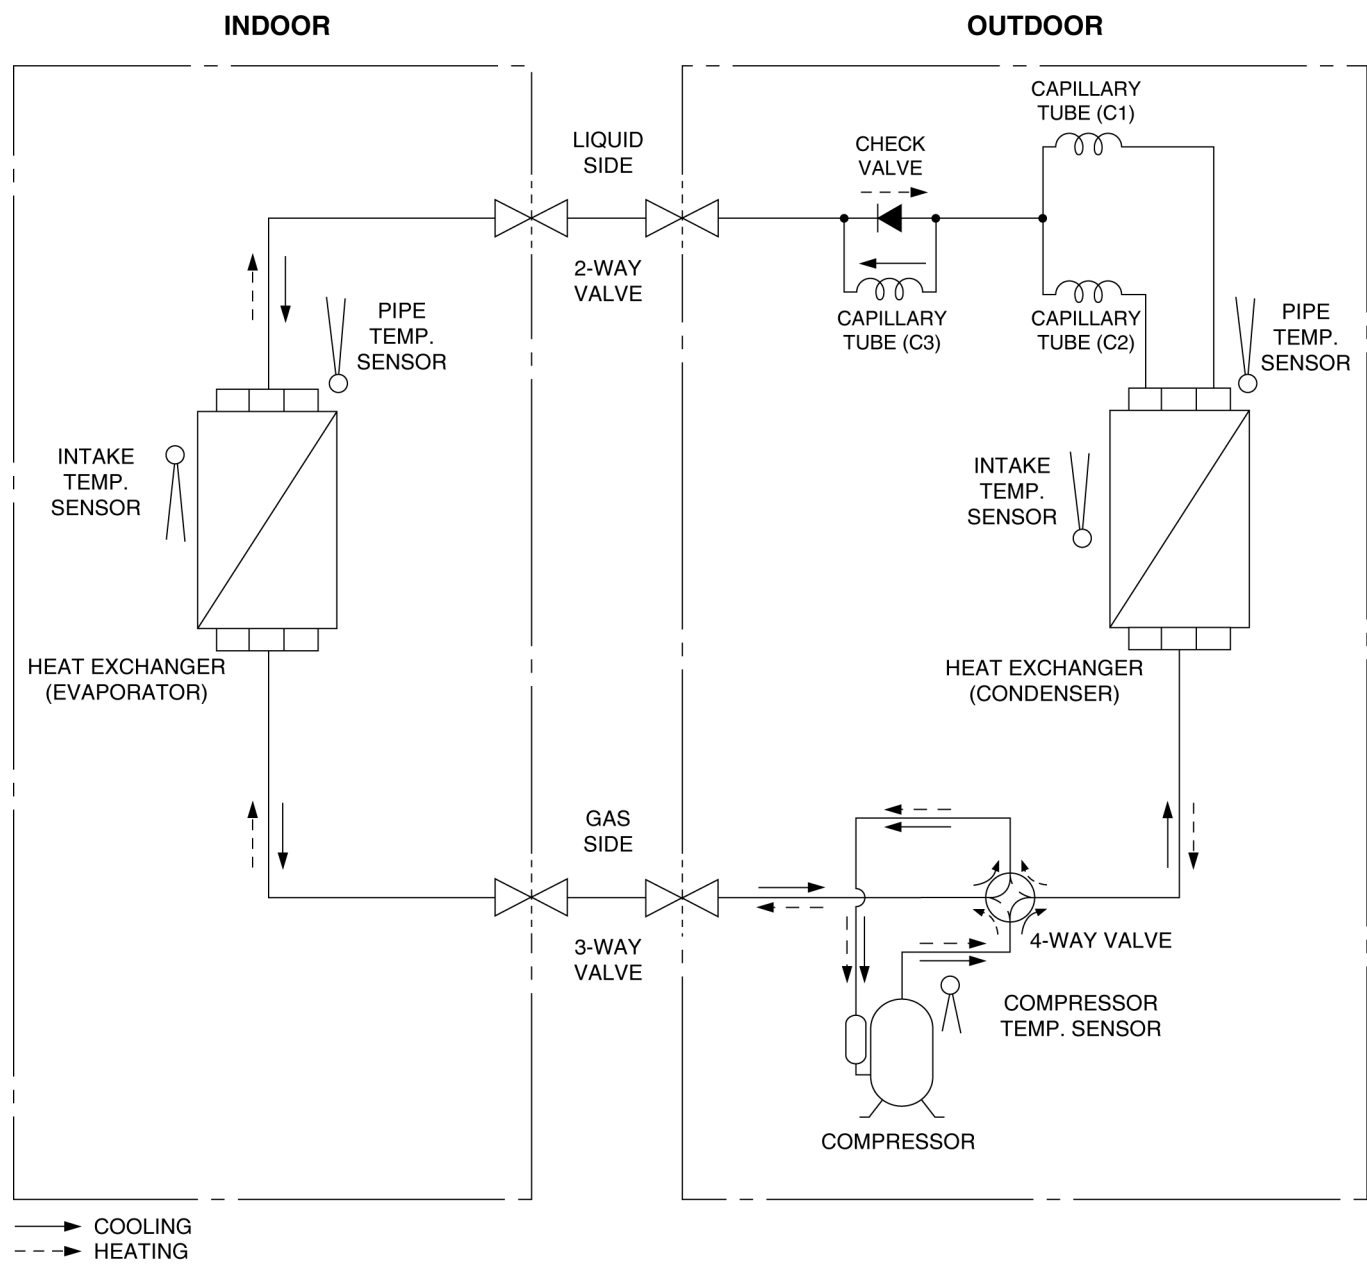 INDOOR
OUTDOOR
CAPILLARY
TUBE (C1)
LIQUID
SIDE
CHECK
VALVE
2-WAY
VALVE
CAPILLARY
TUBE (C3)
CAPILLARY
TUBE (C2)
PIPE
TEMP.
SENSOR
PIPE
TEMP.
SENSOR
INTAKE
TEMP.
SENSOR
INTAKE
TEMP.
SENSOR
HEAT EXCHANGER
(EVAPORATOR)
HEAT EXCHANGER
(CONDENSER)
GAS
SIDE
3-WAY
VALVE
4-WAY VALVE
COMPRESSOR
TEMP. SENSOR
COMPRESSOR
COOLING
HEATING